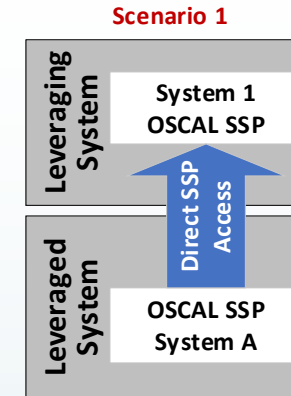 Scenario 1
Leveraging
System
System 1
OSCAL SSP
Direct SSP
Access
Leveraged
System
OSCAL SSP
System A